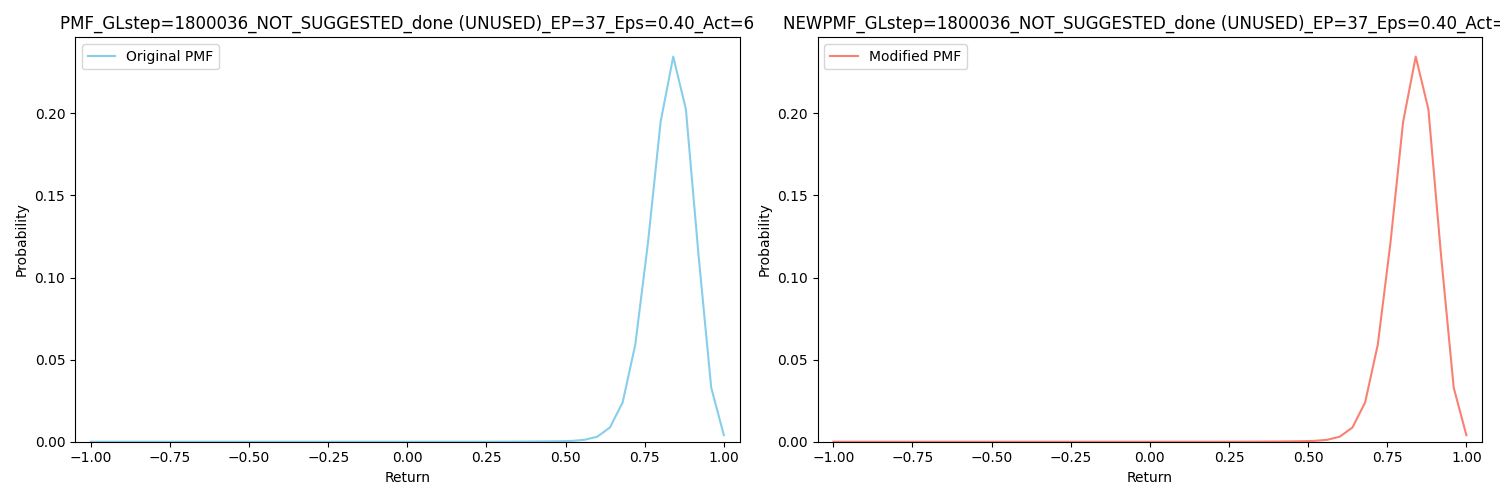 PMF_GLstep=1800036_NOT_SUGGESTED_done (UNUSED)_EP=37_Eps=0.40_Act=6
Original PMF
Probability
0.20
0.15
0.10
0.05
0.00
−1.00 −0.75 −0.50 −0.25 0.00 0.25 0.50 0.75 1.00
Return
NEWPMF_GLstep=1800036_NOT_SUGGESTED_done (UNUSED)_EP=37_Eps=0.40_Act=
Modified PMF
Probability
0.20
0.15
0.10
0.05
0.00
−1.00 −0.75 −0.50 −0.25 0.00 0.25 0.50 0.75 1.00
Return